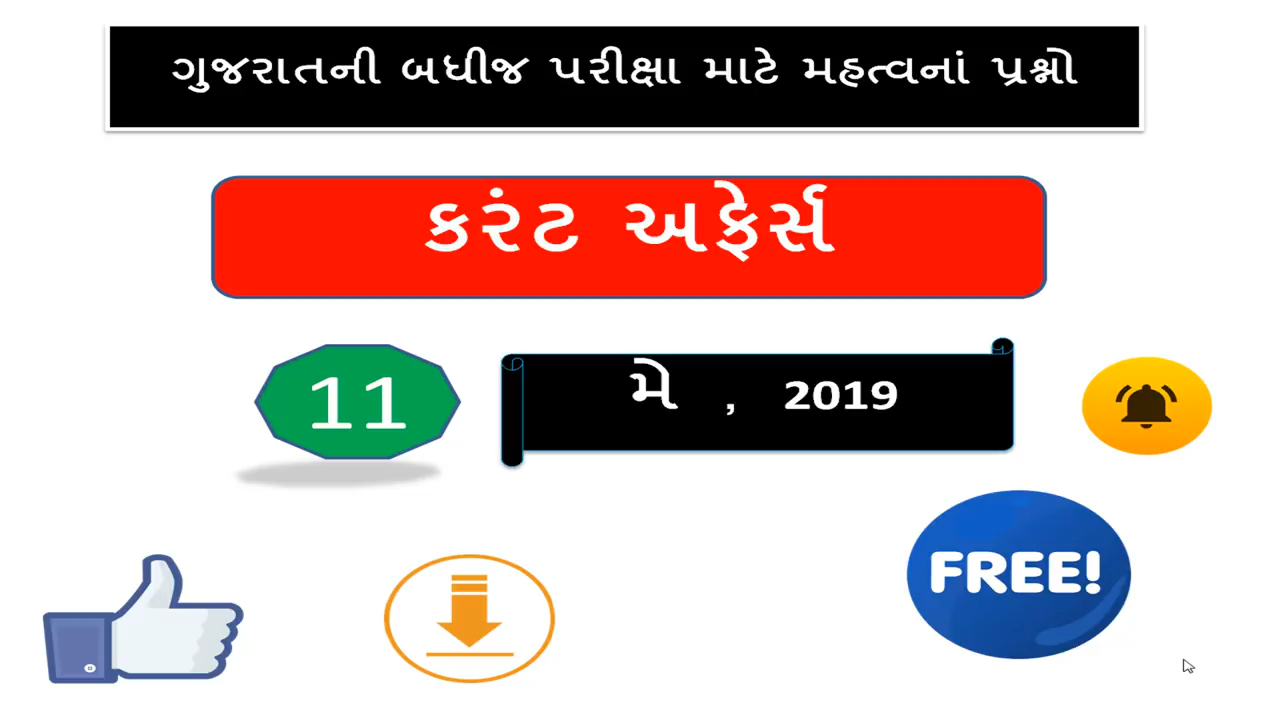 ગુજરાતની બધીજ પરીક્ષા માટે મહત્વનાં પ્રશ્નો
કરંટ અફેર્સ
11
મે , 2019
FREE!